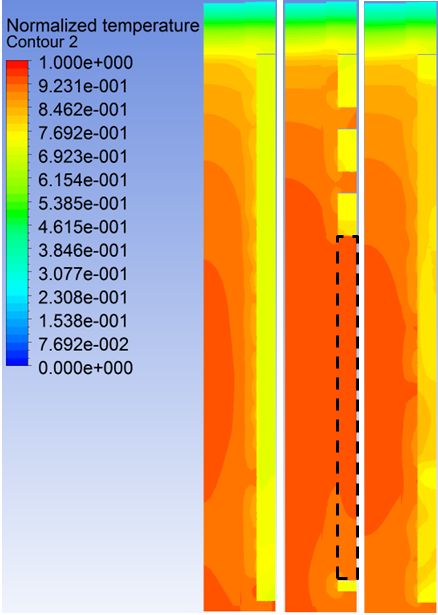 Normalized temperature
Contour 2
1.000e+000
9.231e-001
8.462e-001
7.692e-001
6.923e-001
6.154e-001
5.385e-001
4.615e-001
3.846e-001
3.077e-001
2.308e-001
1.538e-001
7.692e-002
0.000e+000